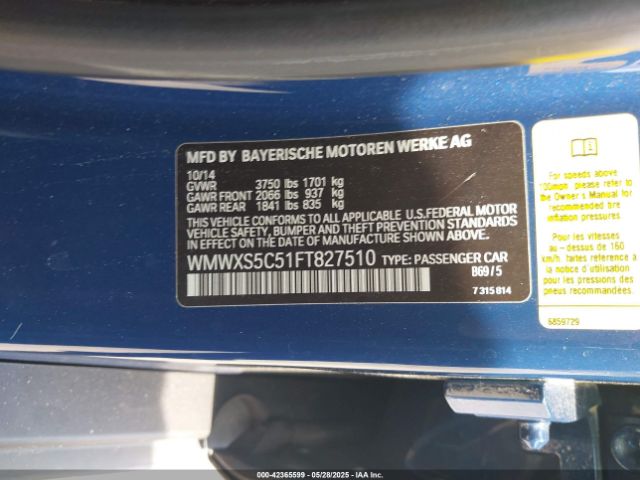 MFD BY BAYERISCHE MOTOREN WERKE AG
10/14
GVWR 3750 lbs 1701 kg
GAWR FRONT 2066 lbs 937 kg
GAWR REAR 1841 lbs 835 kg
THIS VEHICLE CONFORMS TO ALL APPLICABLE U.S.FEDERAL MOTOR
VEHICLE SAFETY, BUMPER AND THEFT PREVENTION STANDARDS
IN EFFECT ON THE DATE OF MANUFACTURE SHOWN ABOVE.
WMWXS5C51FT827510 TYPE: PASSENGER CAR
B69/5
7 315 814
For speeds above
100mph, please refer to
the Owner's Manual for
recommended tire
inflation pressures.
Pour les vitesses
au - dessus de 160
km/h, consultez
la notice d'utilisation
pour les pressions des
pneus recommandées.
6859729
000-42365599 - 05/28/2025 - IAA Inc.